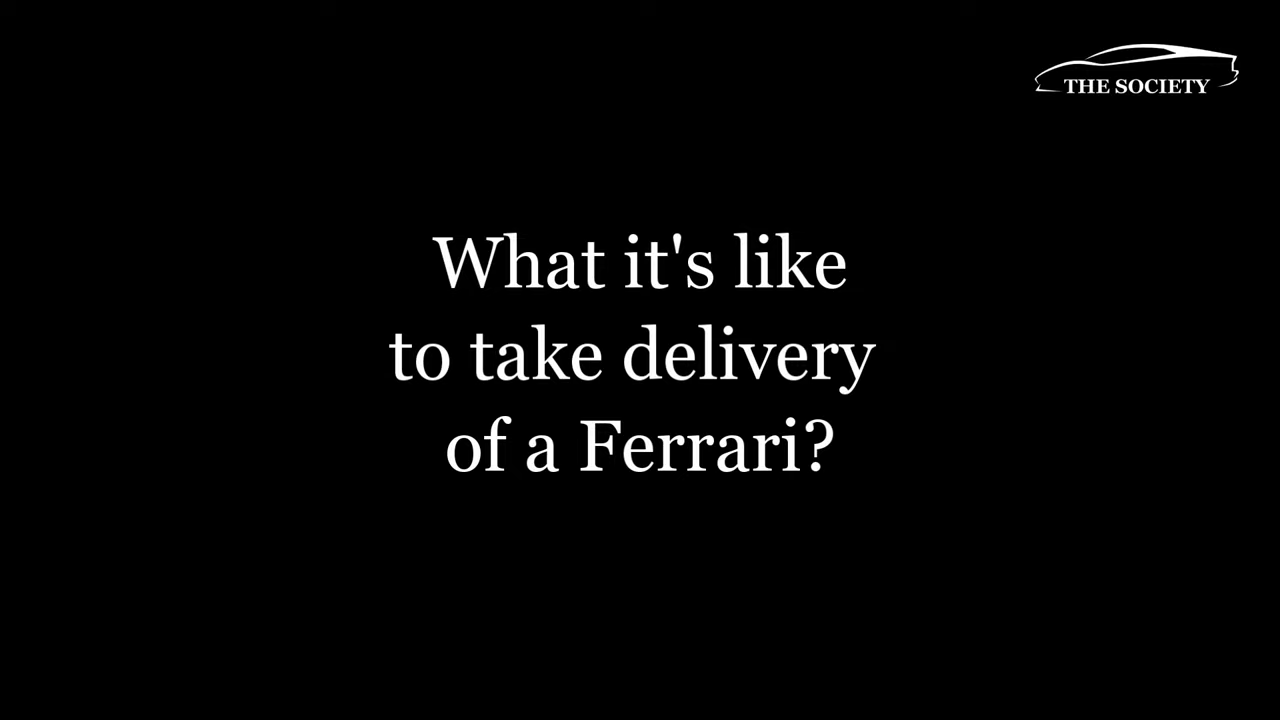 THE SOCIETY
What it's like
to take delivery
of a Ferrari?